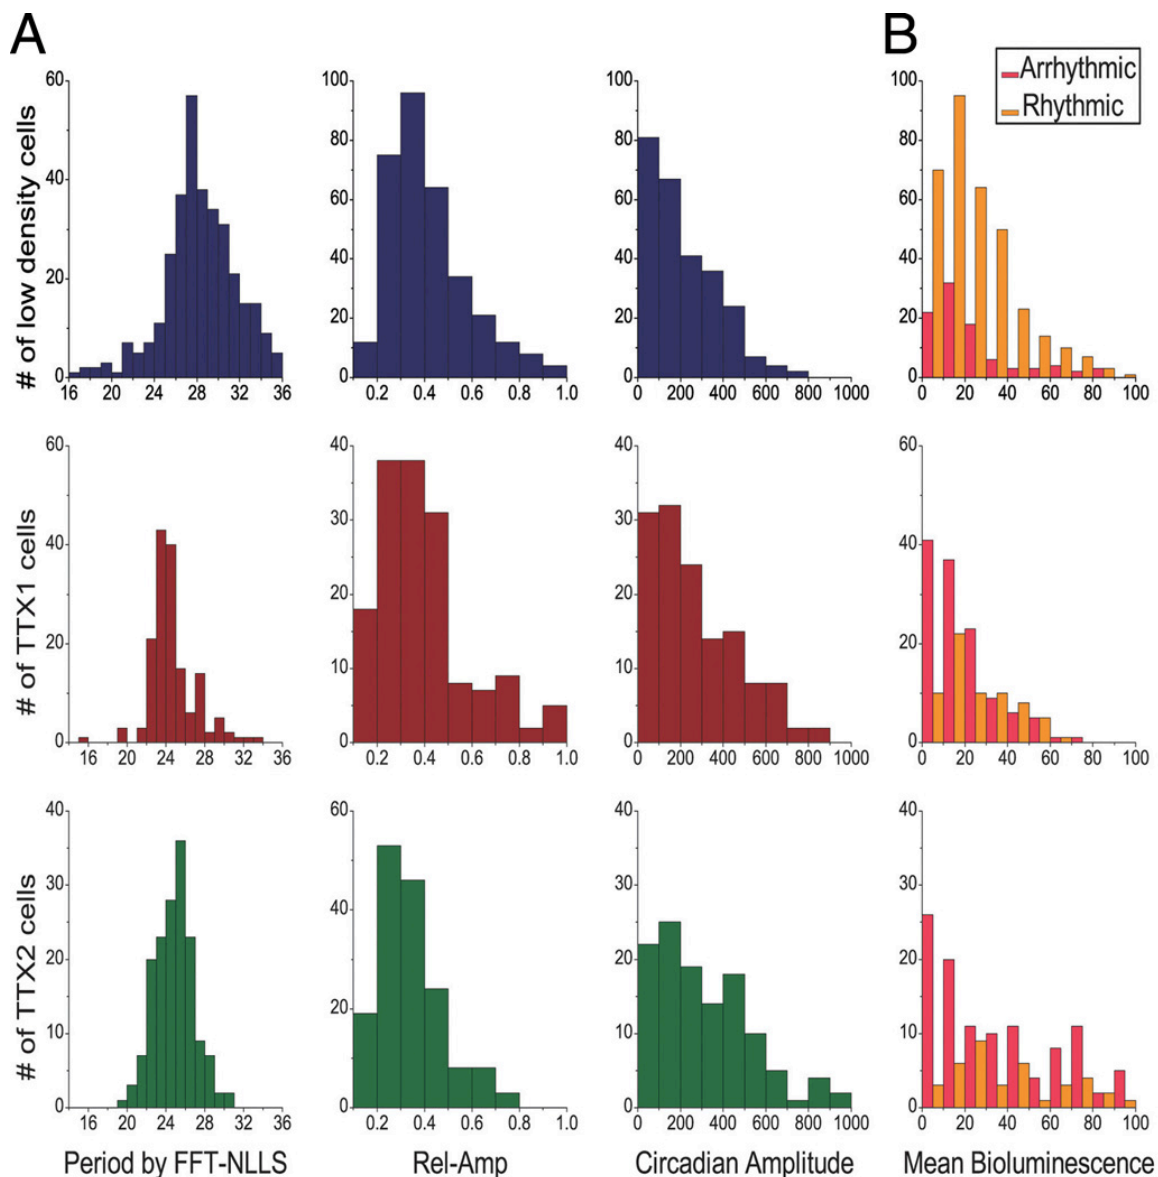 A
B
Arrhythmic
Rhythmic
# of low density cells
60
40
20
0
16 20 24 28 32 36
100
80
60
40
20
0
0.2 0.4 0.6 0.8 1.0
100
80
60
40
20
0
0 200 400 600 800 1000
100
80
60
40
20
0
0 20 40 60 80 100
# of TTX1 cells
60
40
20
0
16 20 24 28 32 36
40
30
20
10
0
0.2 0.4 0.6 0.8 1.0
40
30
20
10
0
0 200 400 600 800 1000
60
40
20
0
0 20 40 60 80 100
# of TTX2 cells
40
30
20
10
0
16 20 24 28 32 36
60
40
20
0
0.2 0.4 0.6 0.8 1.0
40
30
20
10
0
0 200 400 600 800 1000
40
30
20
10
0
0 20 40 60 80 100
Period by FFT-NLLS
Rel-Amp
Circadian Amplitude
Mean Bioluminescence